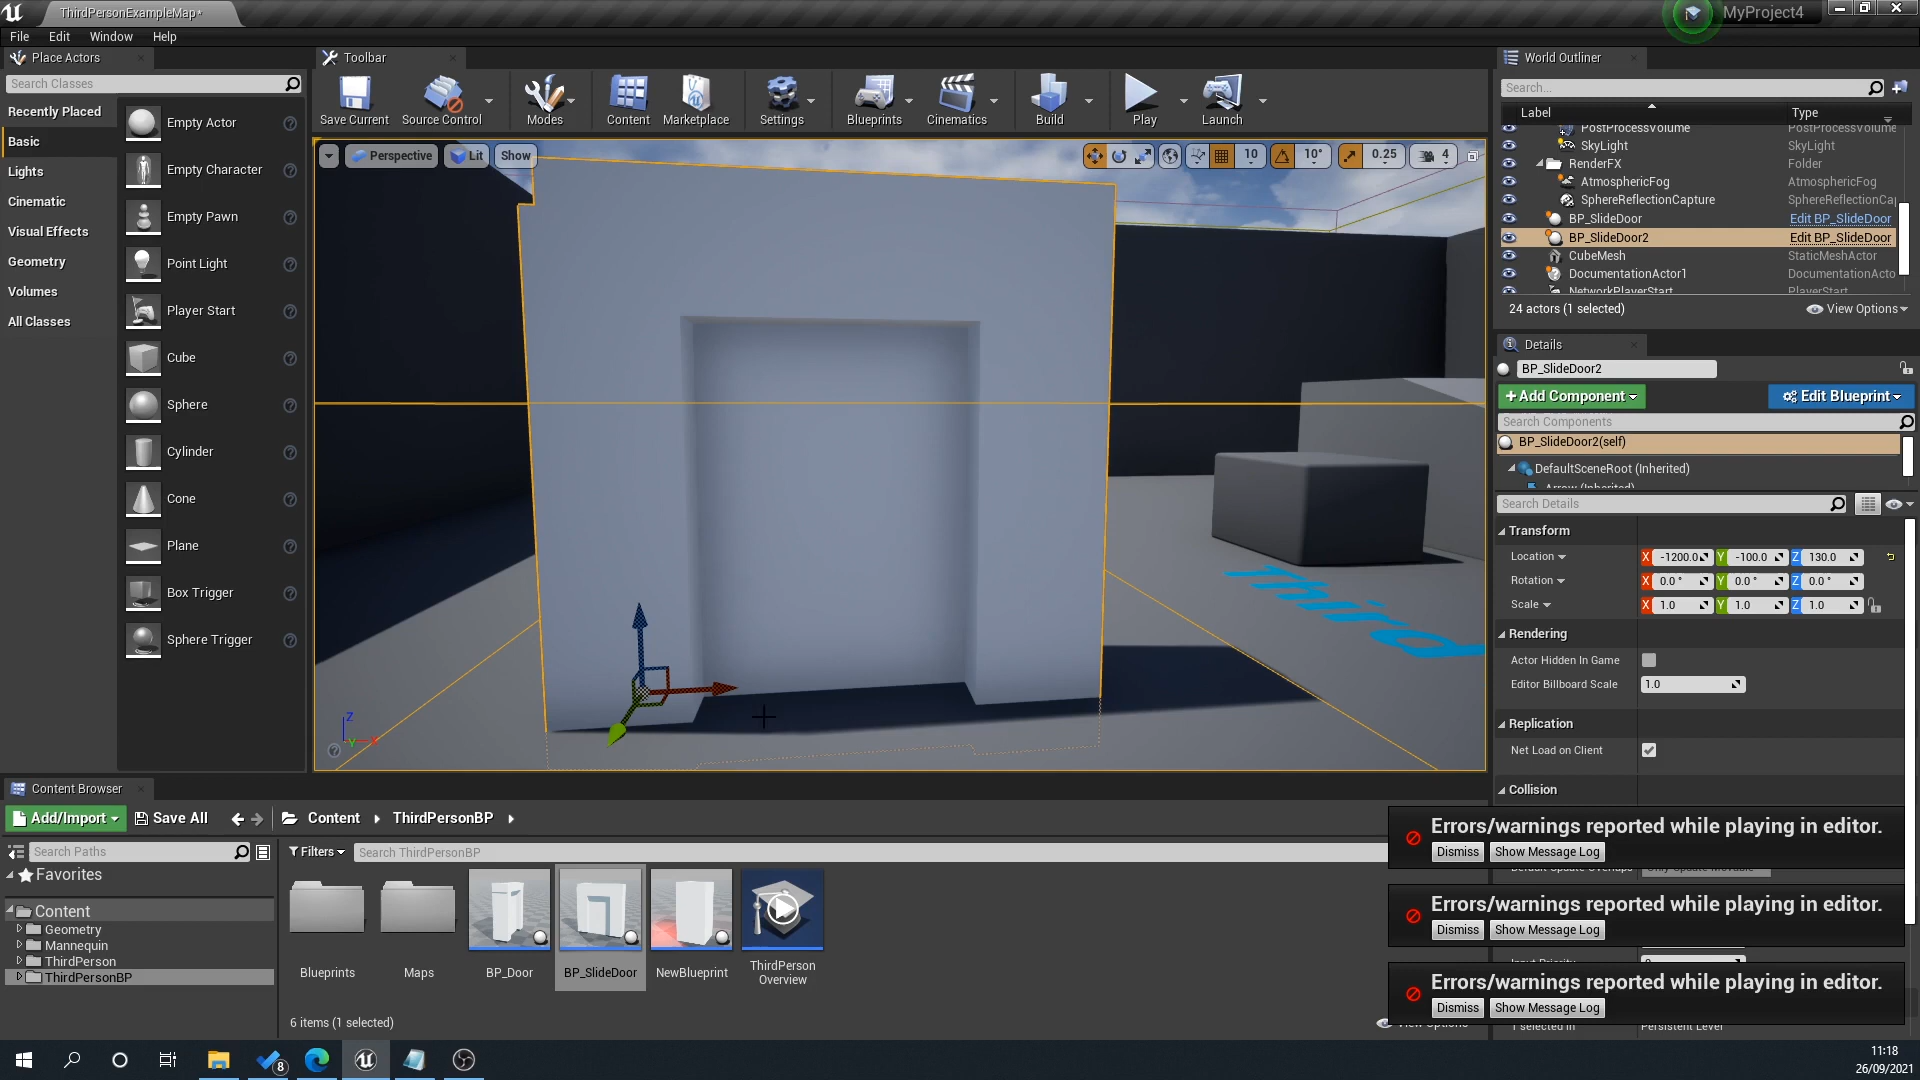 ThirdPersonExampleMap*
MyProject4
File Edit Window Help
Place Actors
Toolbar
World Outliner
Search Classes
Recently Placed
Basic
Lights
Cinematic
Visual Effects
Geometry
Volumes
All Classes
Empty Actor
Empty Character
Empty Pawn
Point Light
Player Start
Cube
Sphere
Cylinder
Cone
Plane
Box Trigger
Sphere Trigger
Save Current
Source Control
Modes
Content
Marketplace
Settings
Blueprints
Cinematics
Build
Play
Launch
Perspective
Lit
Show
10
10°
0.25
4
Z
Y
X
Third
Search...
Label Type
PostProcessVolume PostProcessVolume
SkyLight SkyLight
RenderFX Folder
AtmosphericFog AtmosphericFog
SphereReflectionCapture SphereReflectionCa
BP_SlideDoor Edit BP_SlideDoor
BP_SlideDoor2 Edit BP_SlideDoor
CubeMesh StaticMeshActor
DocumentationActor1 DocumentationActo
NetworkPlayerStart PlayerStart
24 actors (1 selected)
View Options
Details
BP_SlideDoor2
+Add Component
Edit Blueprint
Search Components
BP_SlideDoor2(self)
DefaultSceneRoot (Inherited)
Arrow (Inherited)
Search Details
Transform
Location X -1200.0 Y -100.0 Z 130.0
Rotation X 0.0° Y 0.0° Z 0.0°
Scale X 1.0 Y 1.0 Z 1.0
Rendering
Actor Hidden In Game
Editor Billboard Scale 1.0
Replication
Net Load on Client
Collision
Errors/warnings reported while playing in editor.
Dismiss Show Message Log
Errors/warnings reported while playing in editor.
Dismiss Show Message Log
Errors/warnings reported while playing in editor.
Dismiss Show Message Log
1 selected in Persistent Level
Content Browser
Add/Import
Save All
Content
ThirdPersonBP
Search Paths
Filters
Search ThirdPersonBP
Favorites
Content
Geometry
Mannequin
ThirdPerson
ThirdPersonBP
Blueprints
Maps
BP_Door
BP_SlideDoor
NewBlueprint
ThirdPerson
Overview
6 items (1 selected)
View Options
8
11:18
26/09/2021